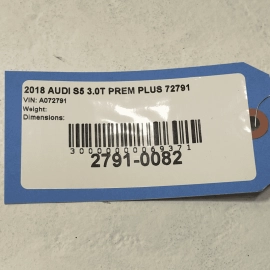 2018 AUDI S5 3.0T PREM PLUS 72791
VIN: A072791
Weight:
Dimensions:
3000000069371
2791-0082